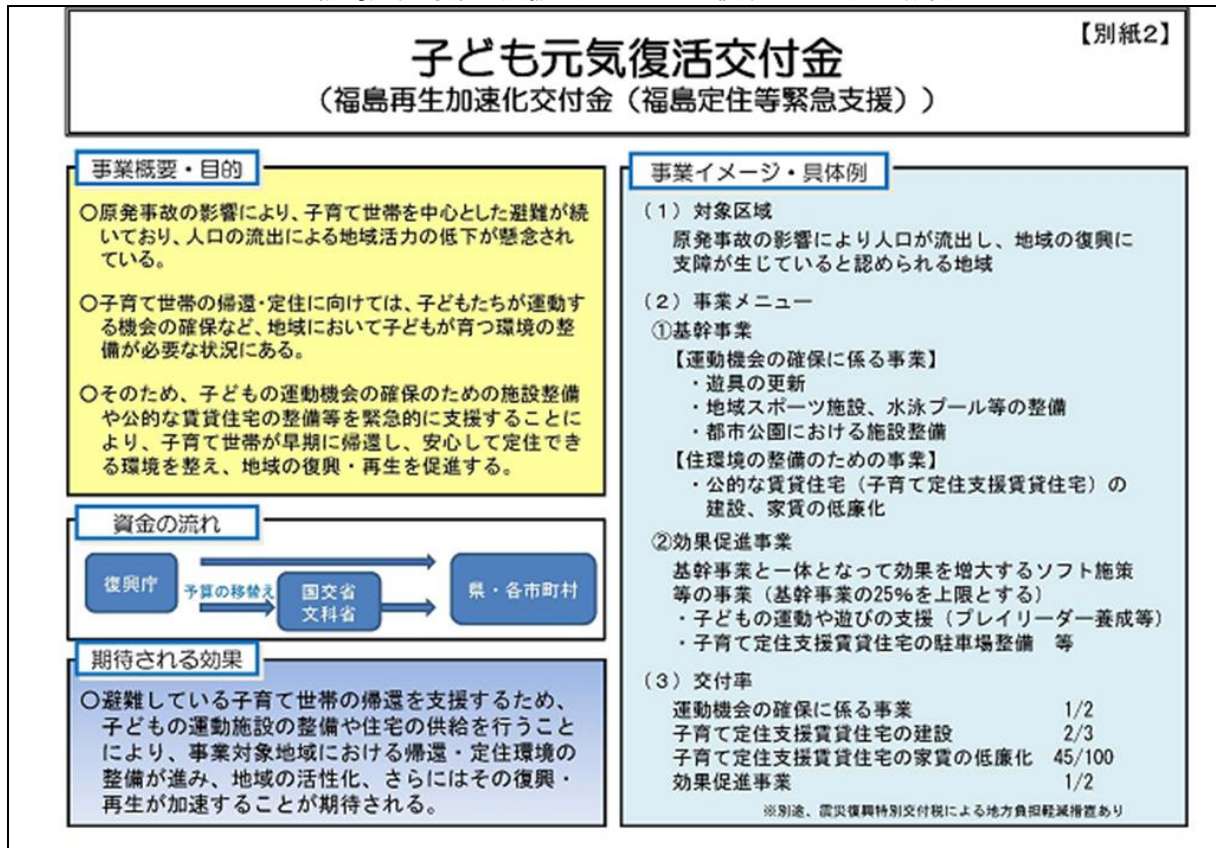 【別紙2】
子ども元気復活交付金
（福島再生加速化交付金（福島定住等緊急支援））
事業概要・目的
○原発事故の影響により、子育て世帯を中心とした避難が続
いており、人口の流出による地域活力の低下が懸念され
ている。
○子育て世帯の帰還・定住に向けては、子どもたちが運動す
る機会の確保など、地域において子どもが育つ環境の整
備が必要な状況にある。
○そのため、子どもの運動機会の確保のための施設整備
や公的な賃貸住宅の整備等を緊急的に支援することに
より、子育て世帯が早期に帰還し、安心して定住でき
る環境を整え、地域の復興・再生を促進する。
資金の流れ
復興庁
予算の移替え
国交省
文科省
県・各市町村
期待される効果
○避難している子育て世帯の帰還を支援するため、
子どもの運動施設の整備や住宅の供給を行うこと
により、事業対象地域における帰還・定住環境の
整備が進み、地域の活性化、さらにはその復興・
再生が加速することが期待される。
事業イメージ・具体例
（1）対象区域
原発事故の影響により人口が流出し、地域の復興に
支障が生じていると認められる地域
（2）事業メニュー
①基幹事業
【運動機会の確保に係る事業】
・遊具の更新
・地域スポーツ施設、水泳プール等の整備
・都市公園における施設整備
【住環境の整備のための事業】
・公的な賃貸住宅（子育て定住支援賃貸住宅）の
建設、家賃の低廉化
②効果促進事業
基幹事業と一体となって効果を増大するソフト施策
等の事業（基幹事業の25%を上限とする）
・子どもの運動や遊びの支援（プレイリーダー養成等）
・子育て定住支援賃貸住宅の駐車場整備　等
（3）交付率
運動機会の確保に係る事業　1/2
子育て定住支援賃貸住宅の建設　2/3
子育て定住支援賃貸住宅の家賃の低廉化　45/100
効果促進事業　1/2
※別途、震災復興特別交付税による地方負担軽減措置あり